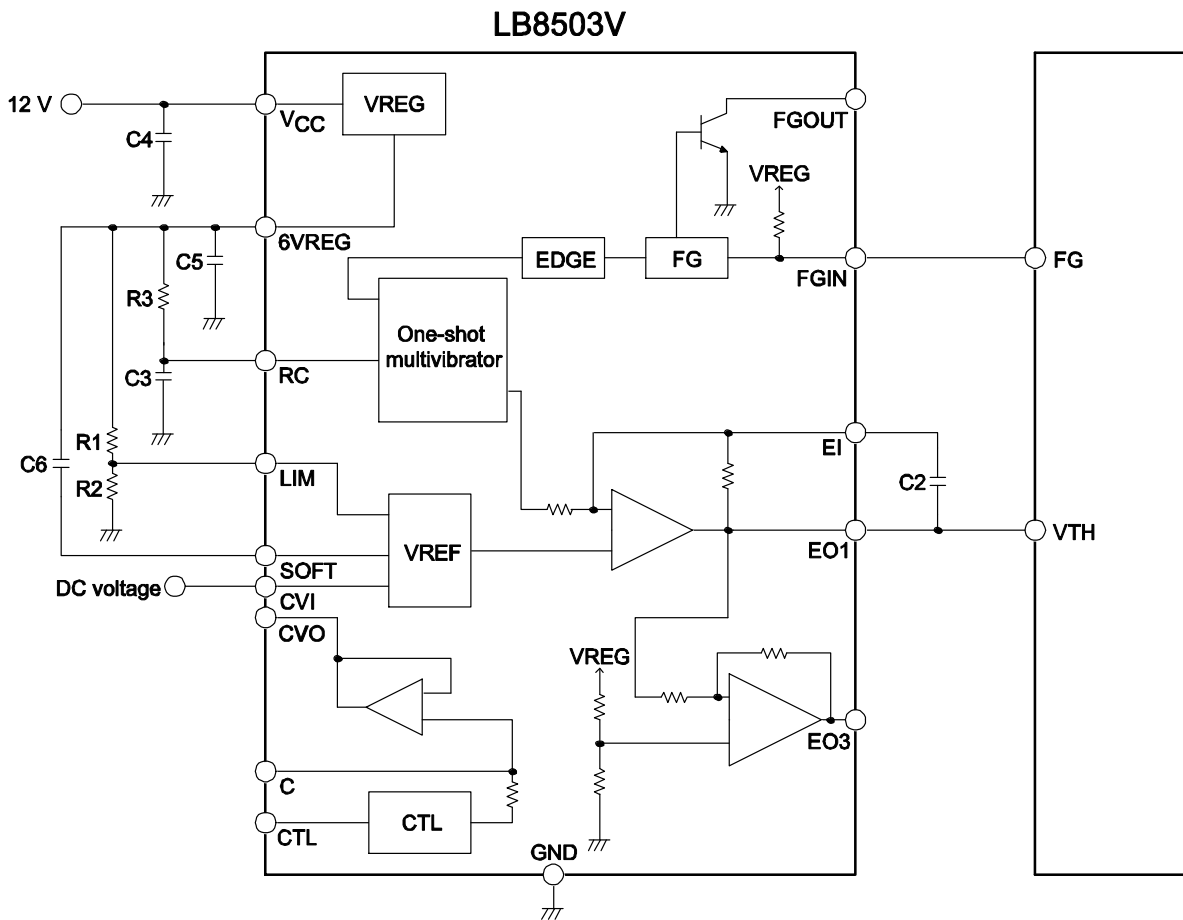 LB8503V
12 V
VCC
VREG
FGOUT
C4
VREG
6VREG
C5
EDGE
FG
FGIN
FG
R3
One-shot
multivibrator
RC
C3
R1
EI
C6
LIM
C2
R2
VREF
EO1
VTH
SOFT
DC voltage
CVI
CVO
VREG
EO3
C
CTL
CTL
GND